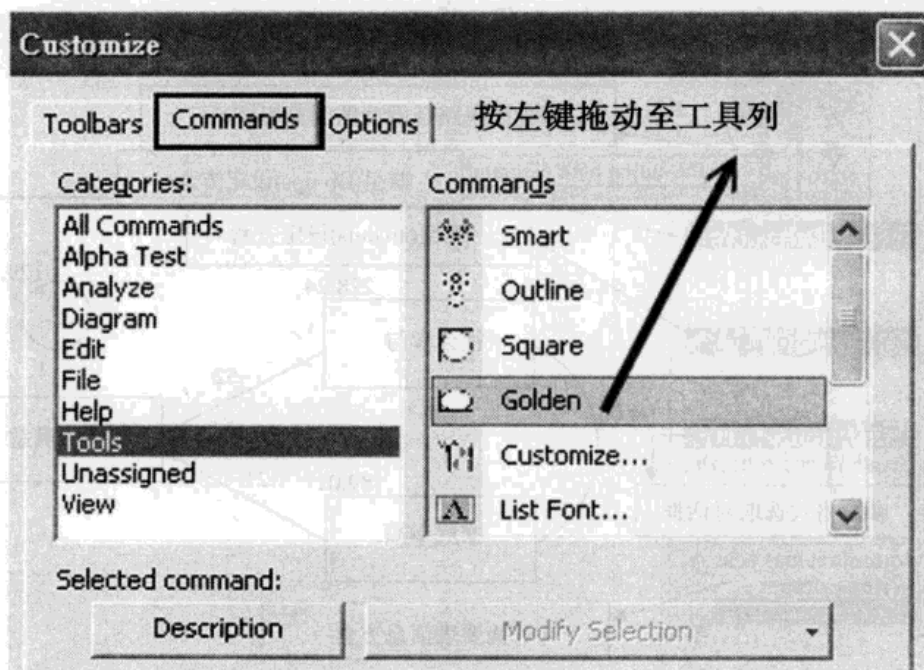 Customize
Toolbars Commands Options 按左键拖动至工具列
Categories:
All Commands
Alpha Test
Analyze
Diagram
Edit
File
Help
Tools
Unassigned
View
Commands
Smart
Outline
Square
Golden
Customize...
List Font...
Selected command:
Description Modify Selection